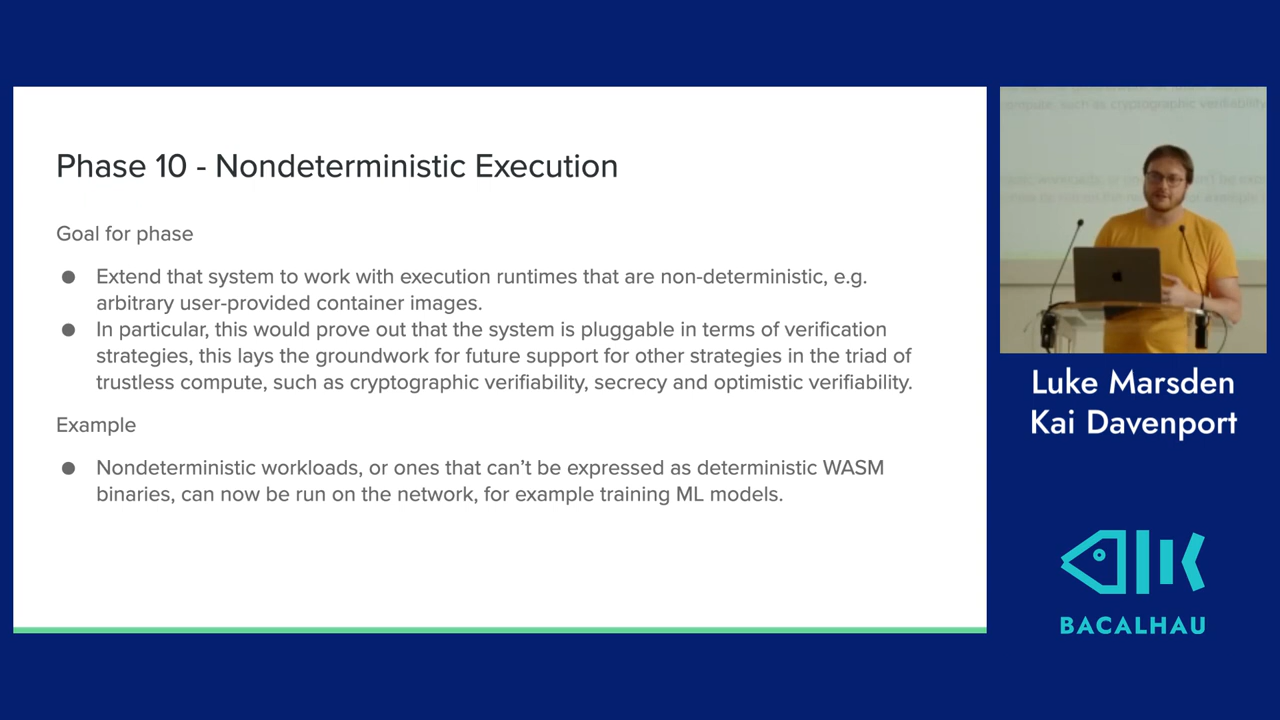 Phase 10 - Nondeterministic Execution
Goal for phase
● Extend that system to work with execution runtimes that are non-deterministic, e.g.
arbitrary user-provided container images.
● In particular, this would prove out that the system is pluggable in terms of verification
strategies, this lays the groundwork for future support for other strategies in the triad of
trustless compute, such as cryptographic verifiability, secrecy and optimistic verifiability.
Example
● Nondeterministic workloads, or ones that can’t be expressed as deterministic WASM
binaries, can now be run on the network, for example training ML models.
such as cryptographic verifiability
Luke Marsden
Kai Davenport
BACALHAU